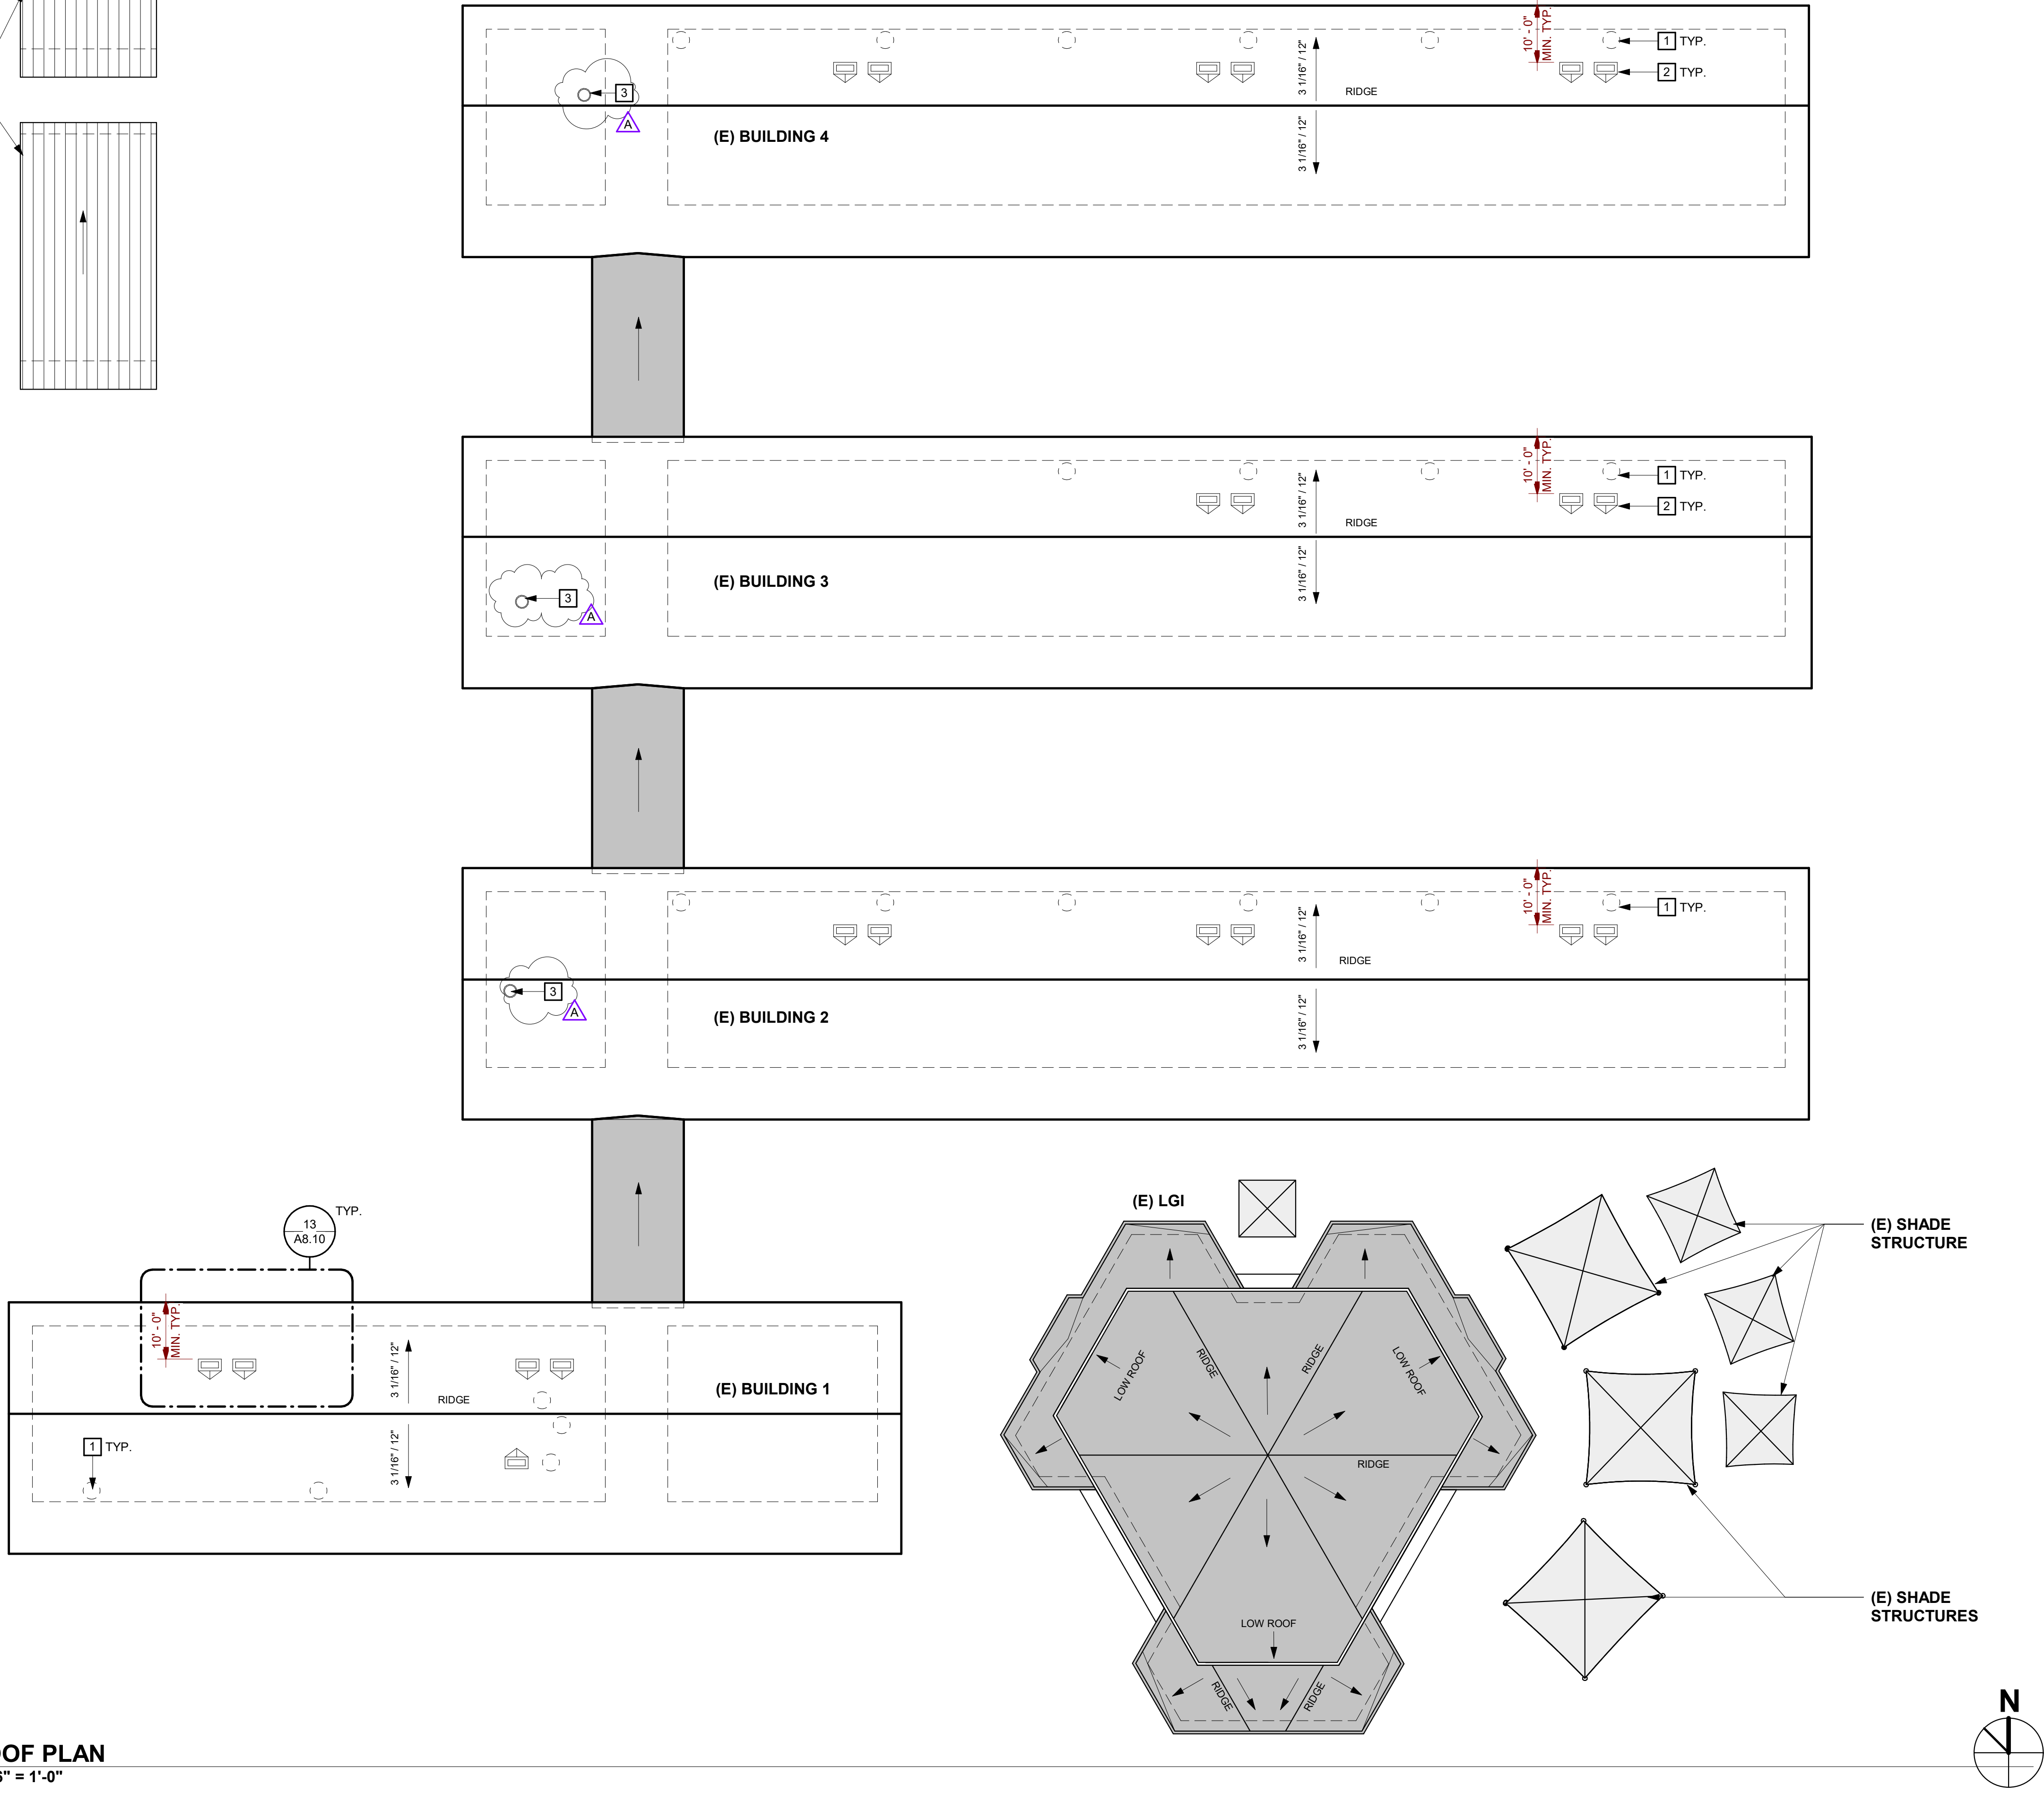 10' - 0"
MIN. TYP.
1 TYP.
2 TYP.
3 1/16" / 12"
RIDGE
3
A
(E) BUILDING 4
3 1/16" / 12"
10' - 0"
MIN. TYP.
1 TYP.
2 TYP.
3 1/16" / 12"
RIDGE
(E) BUILDING 3
3 1/16" / 12"
3
A
10' - 0"
MIN. TYP.
1 TYP.
3 1/16" / 12"
RIDGE
3
A
(E) BUILDING 2
3 1/16" / 12"
13
A8.10
TYP.
10' - 0"
MIN. TYP.
3 1/16" / 12"
RIDGE
(E) BUILDING 1
1 TYP.
3 1/16" / 12"
(E) LGI
LOW ROOF
RIDGE
RIDGE
LOW ROOF
RIDGE
LOW ROOF
RIDGE
RIDGE
(E) SHADE
STRUCTURE
(E) SHADE
STRUCTURES
N
OOF PLAN
6" = 1'-0"